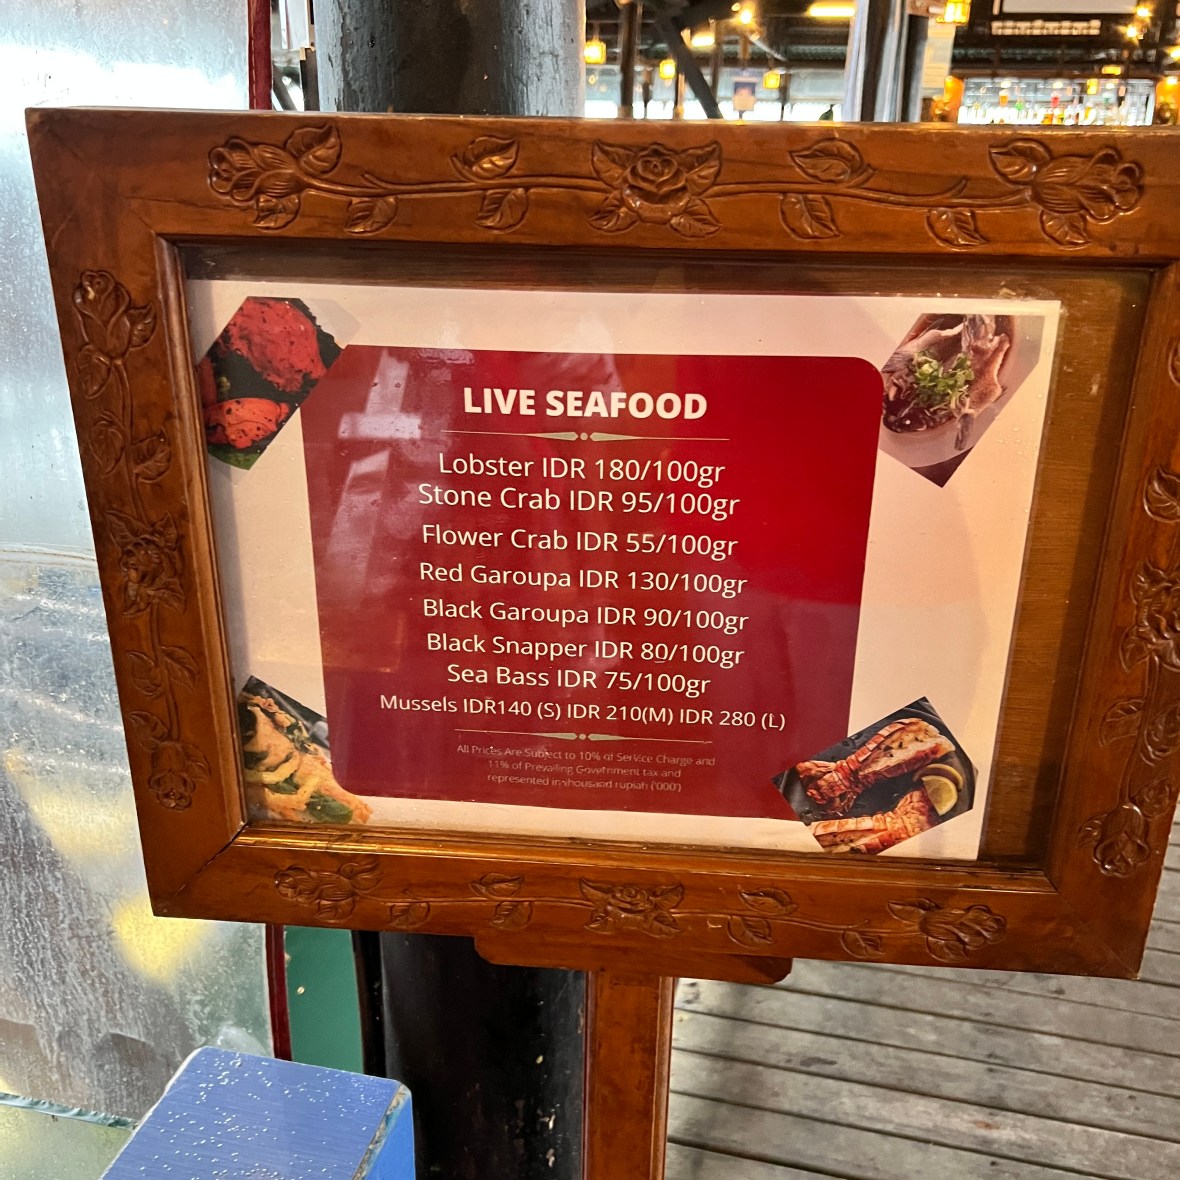 LIVE SEAFOOD
Lobster IDR 180/100gr
Stone Crab IDR 95/100gr
Flower Crab IDR 55/100gr
Red Garoupa IDR 130/100gr
Black Garoupa IDR 90/100gr
Black Snapper IDR 80/100gr
Sea Bass IDR 75/100gr
Mussels IDR140 (S) IDR 210(M) IDR 280 (L)
All Prices Are Subject to 10% of Service Charge and
11% of Prevailing Government tax and
represented in thousand rupiah ('000')